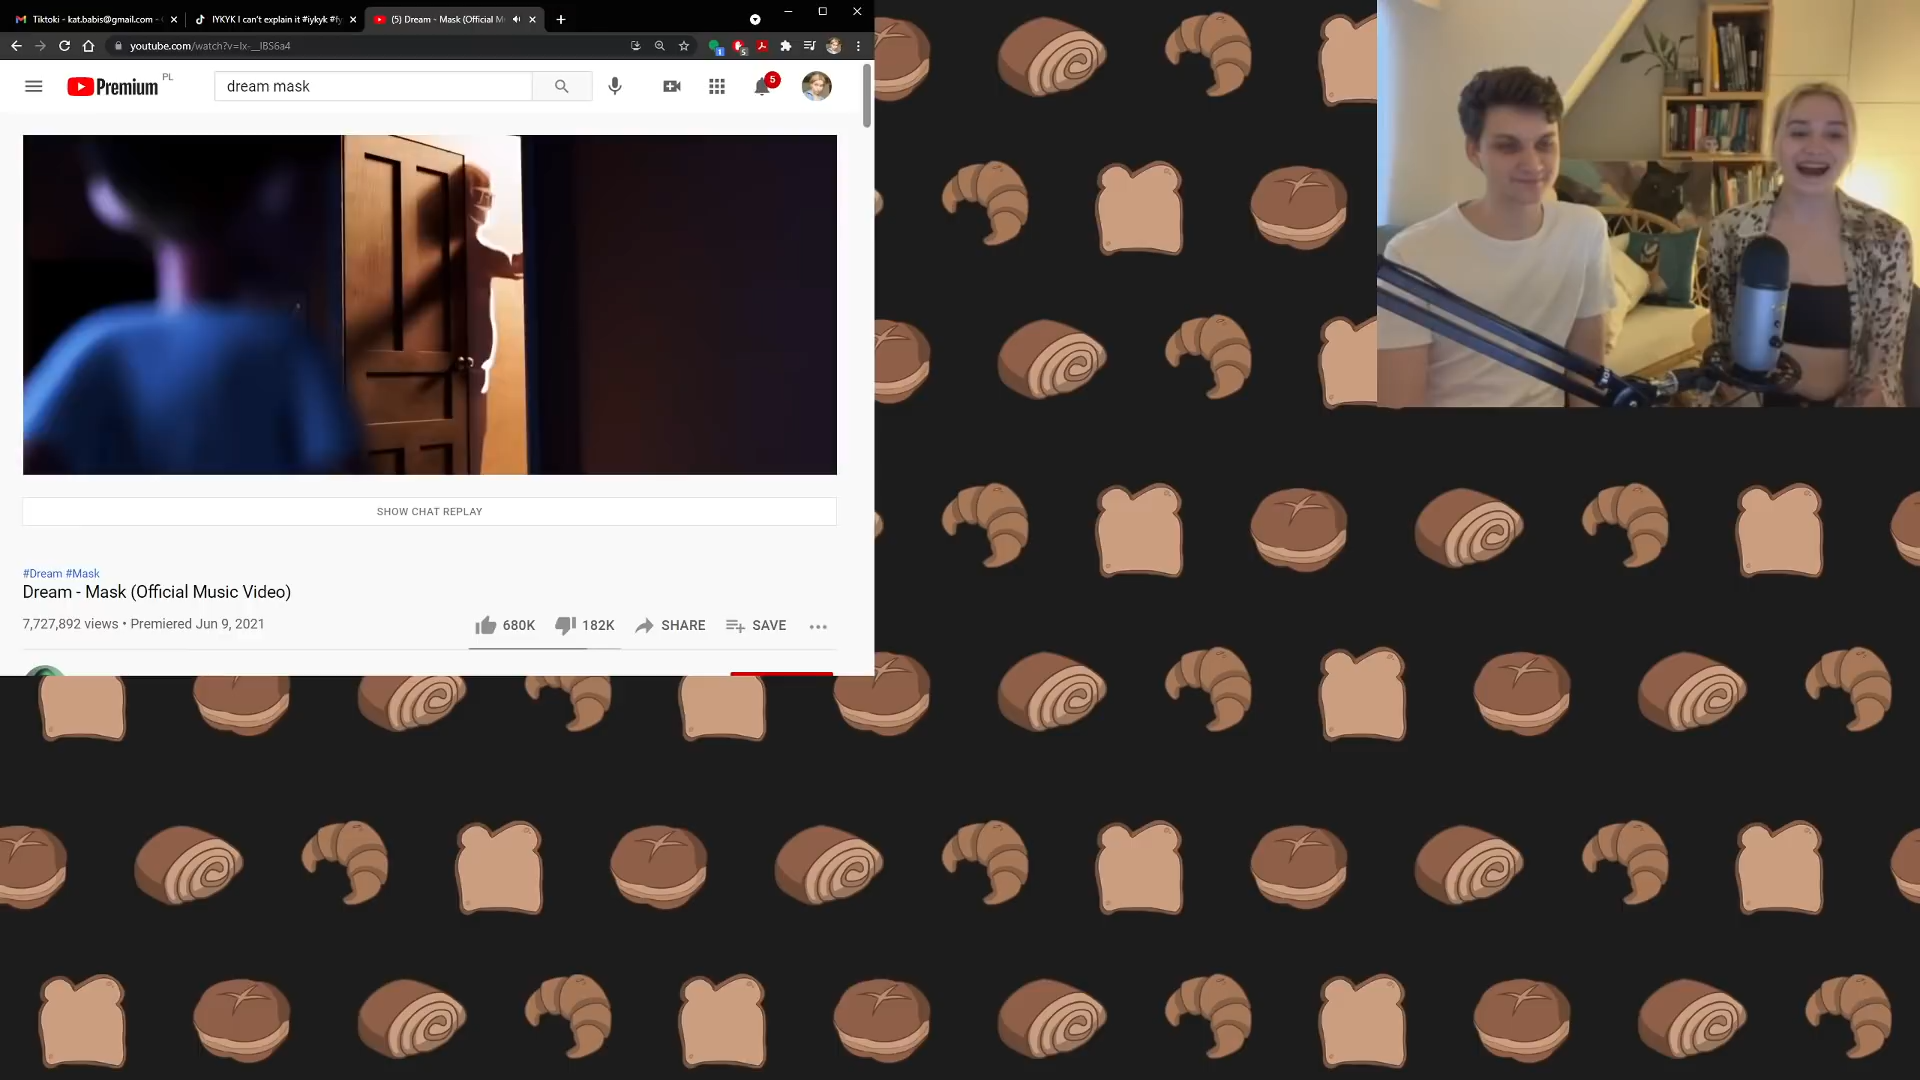 Tiktoki - kat.babis@gmail.com -
IYKYK I can't explain it #iykyk #fy
(5) Dream - Mask (Official M
youtube.com/watch?v=lx-__lBS6a4
Premium PL
dream mask
5
SHOW CHAT REPLAY
#Dream #Mask
Dream - Mask (Official Music Video)
7,727,892 views • Premiered Jun 9, 2021
680K 182K SHARE SAVE